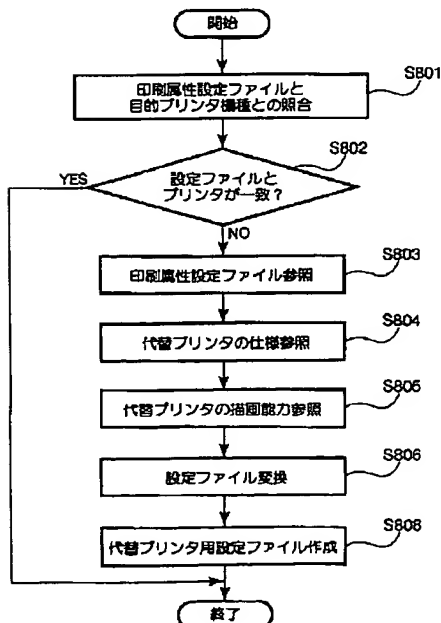 開始
印刷属性設定ファイルと
目的プリンタ機種との照合
S801
設定ファイルと
プリンタが一致?
S802
YES
NO
印刷属性設定ファイル参照
S803
代替プリンタの仕様参照
S804
代替プリンタの描画能力参照
S805
設定ファイル変換
S806
代替プリンタ用設定ファイル作成
S808
終了